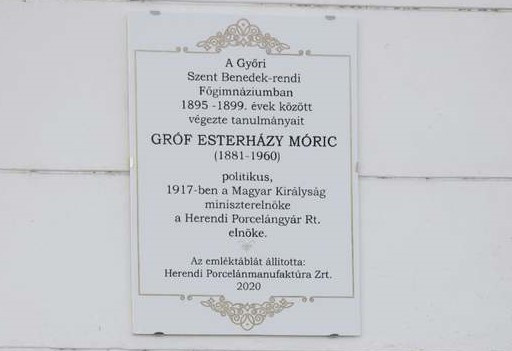 A Győri
Szent Benedek-rendi
Főgimnáziumban
1895 -1899. évek között
végezte tanulmányait
GRÓF ESTERHÁZY MÓRIC
(1881-1960)
politikus,
1917-ben a Magyar Királyság
miniszterelnöke
a Herendi Porcelángyár Rt.
elnöke.
Az emléktáblát állította:
Herendi Porcelánmanufaktúra Zrt.
2020